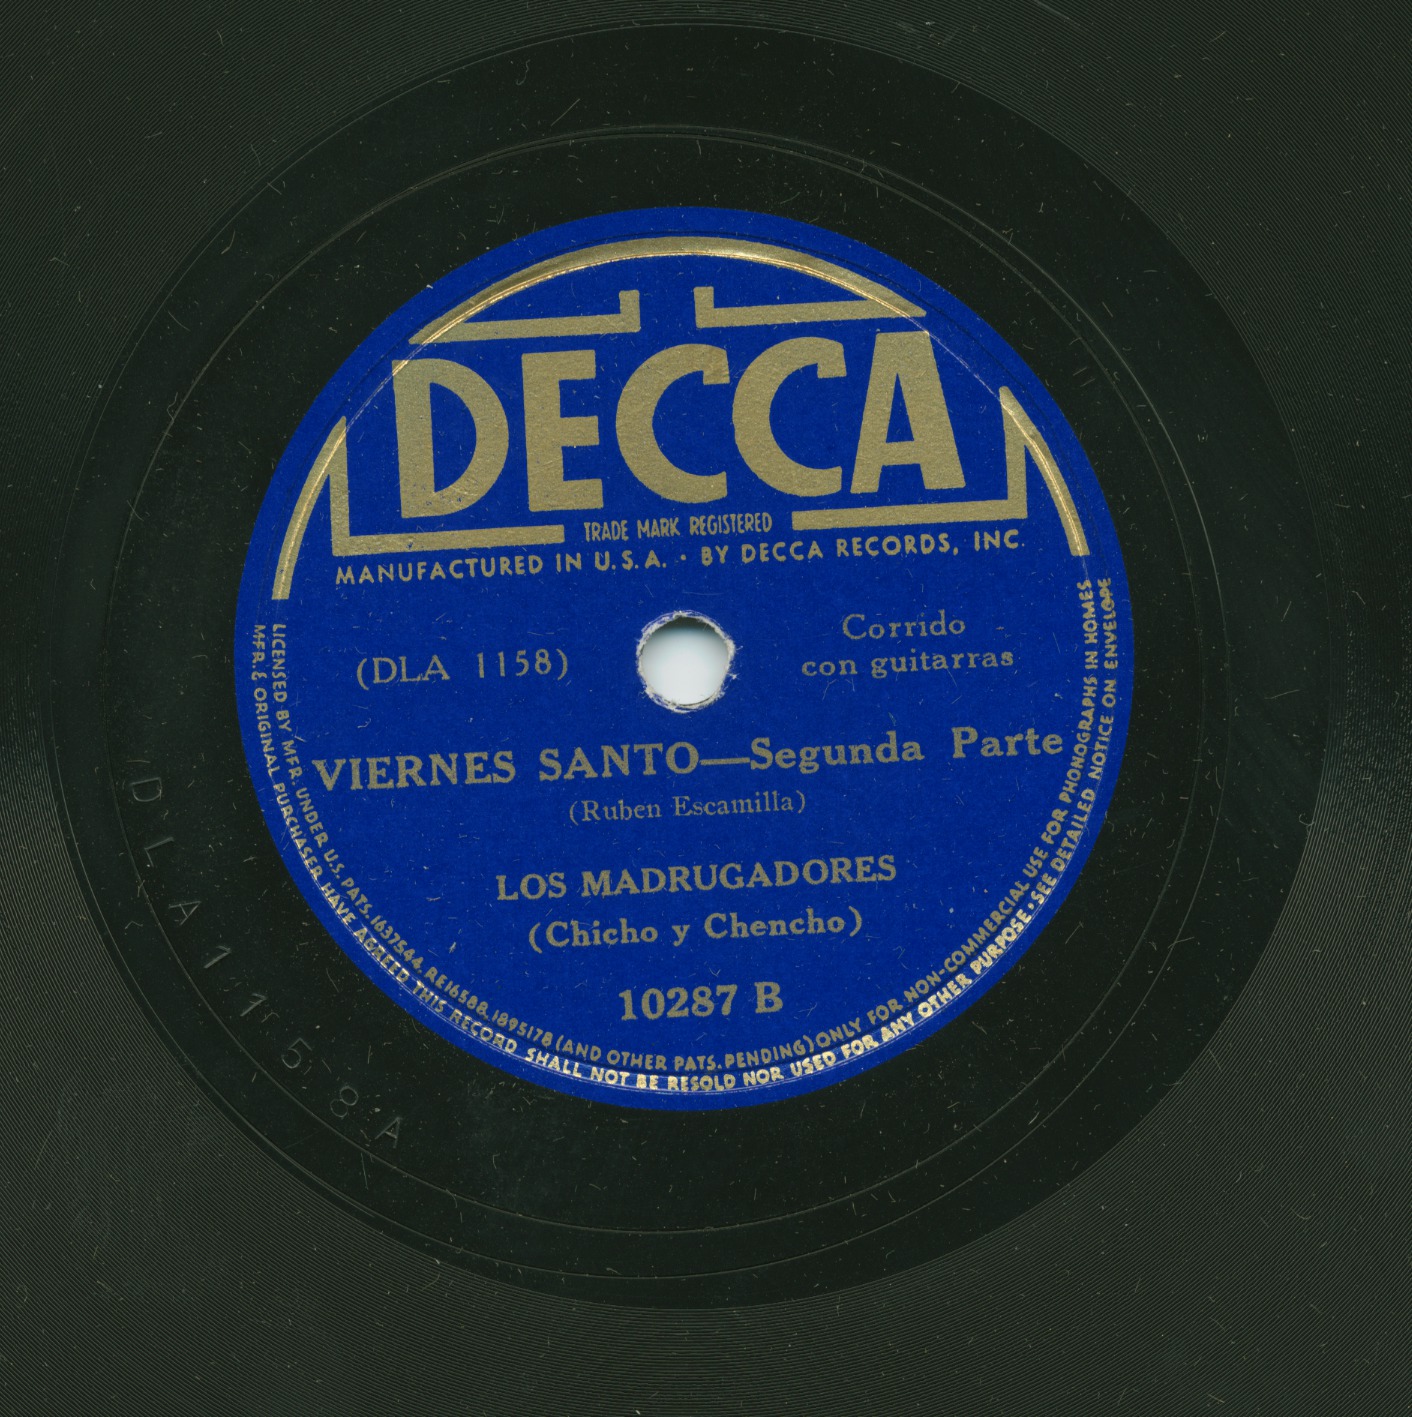 DECCA
TRADE MARK REGISTERED
MANUFACTURED IN U.S.A. · BY DECCA RECORDS, INC.
(DLA 1158)
Corrido
con guitarras
VIERNES SANTO—Segunda Parte
(Ruben Escamilla)
LOS MADRUGADORES
(Chicho y Chencho)
10287 B
LICENSED BY MFR. UNDER U.S. PATS. 1637544, RE16588, 1895178 (AND OTHER PATS. PENDING) ONLY FOR NON-COMMERCIAL USE FOR PHONOGRAPHS IN HOMES
MFR. & ORIGINAL PURCHASER HAVE AGREED THIS RECORD SHALL NOT BE RESOLD NOR USED FOR ANY OTHER PURPOSE · SEE DETAILED NOTICE ON ENVELOPE
DLA 1158 A